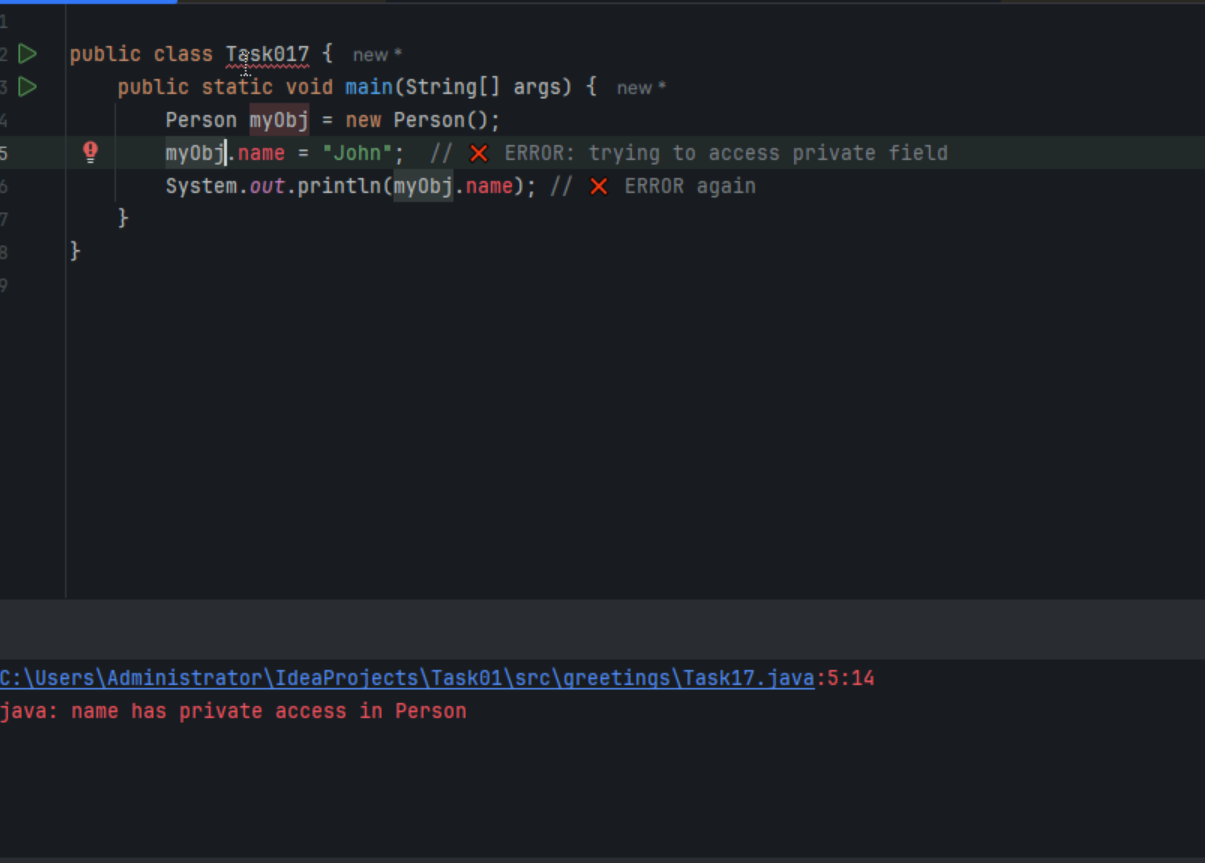 1
2 public class Task017 { new *
3 public static void main(String[] args) { new *
4 Person myObj = new Person();
5 myObj.name = "John"; // ❌ ERROR: trying to access private field
6 System.out.println(myObj.name); // ❌ ERROR again
7 }
8 }
9
C:\Users\Administrator\IdeaProjects\Task01\src\greetings\Task17.java:5:14
java: name has private access in Person